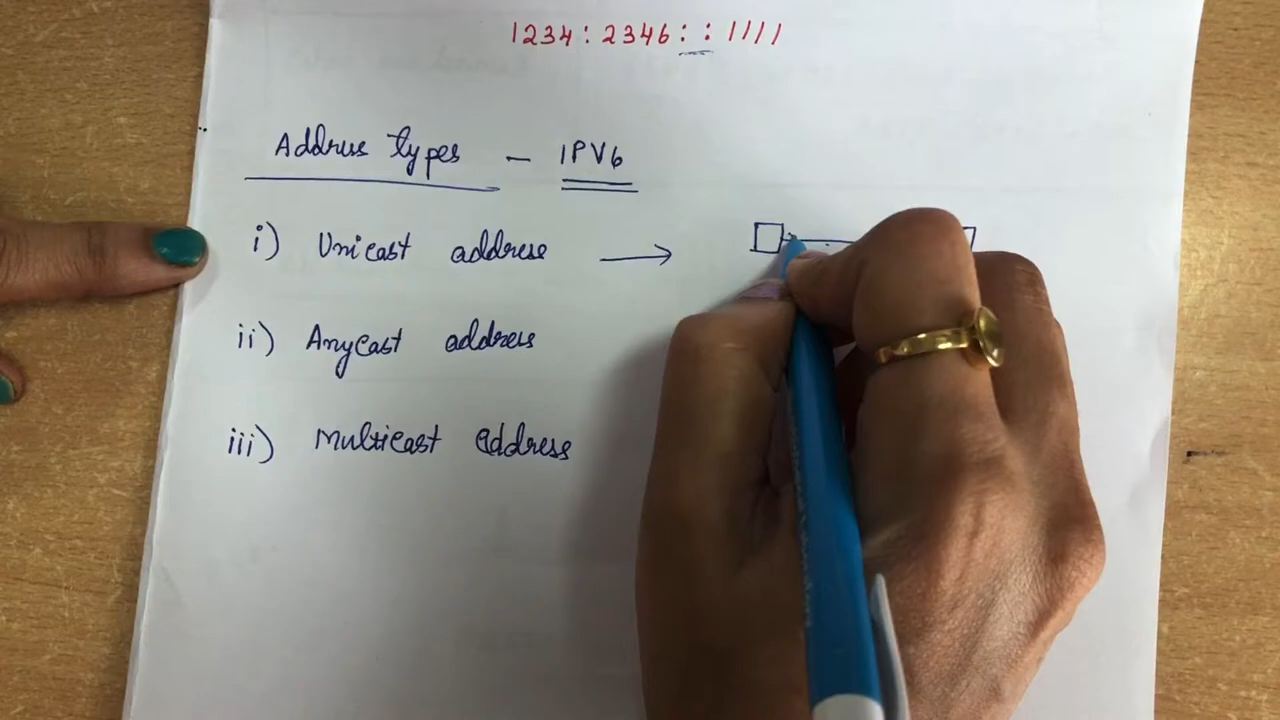 1234:2346::1111
Address types - IPV6
i) Unicast address →
ii) Anycast address
iii) Multicast address